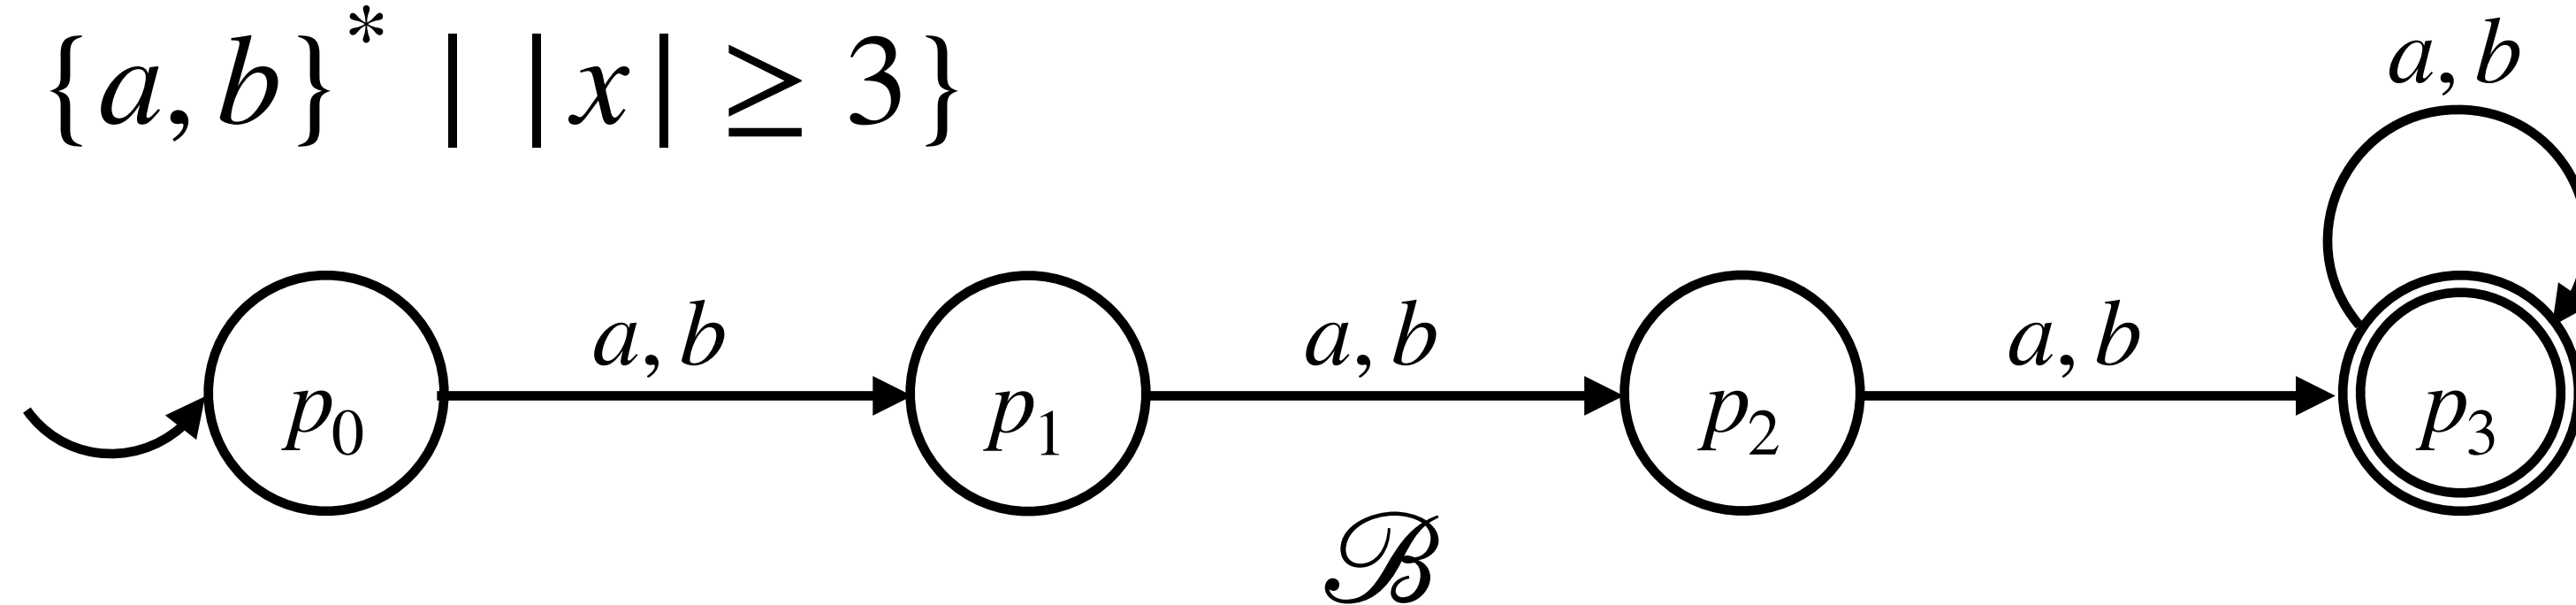 {a, b}* | |x| ≥ 3}
a, b
a, b
a, b
a, b
p₀
p₁
p₂
p₃
ℬ